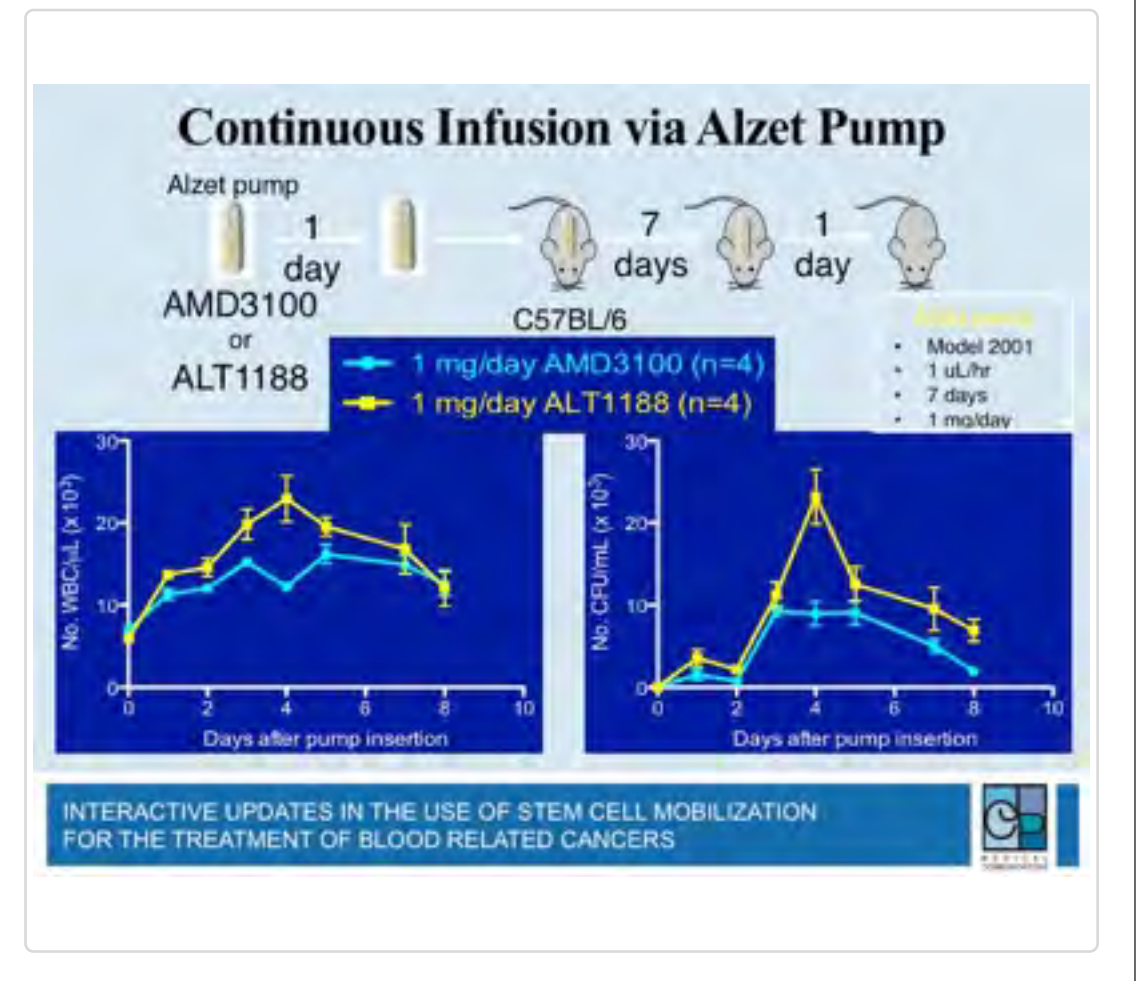 Continuous Infusion via Alzet Pump
Alzet pump
1
day
7
days
1
day
AMD3100
or
ALT1188
C57BL/6
• Model 2001
• 1 uL/hr
• 7 days
• 1 mg/day
1 mg/day AMD3100 (n=4)
1 mg/day ALT1188 (n=4)
No. WBC/µL (x 10³)
30
20
10
0
0 2 4 6 8 10
Days after pump insertion
No. CFU/mL (x
30
20
10
0
0 2 4 6 8 10
Days after pump insertion
INTERACTIVE UPDATES IN THE USE OF STEM CELL MOBILIZATION
FOR THE TREATMENT OF BLOOD RELATED CANCERS